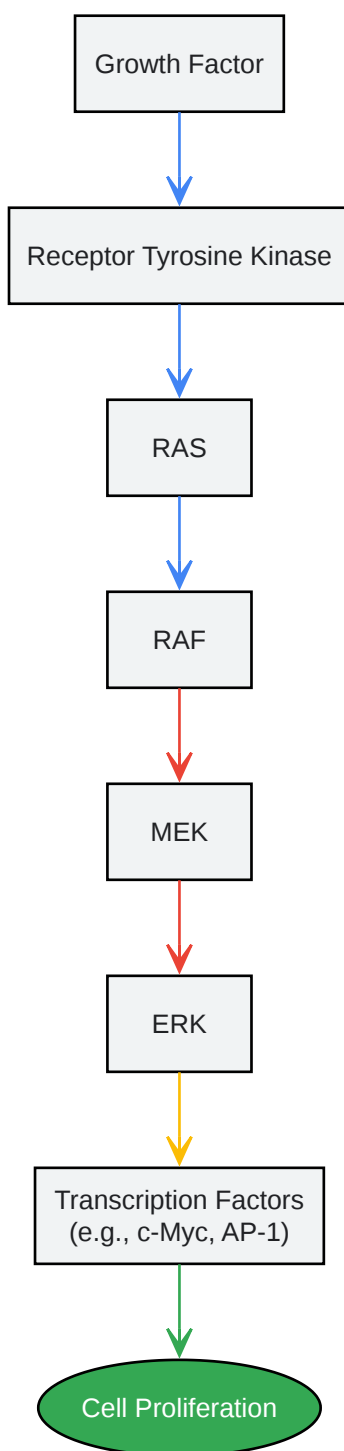 Growth Factor
Receptor Tyrosine Kinase
RAS
RAF
MEK
ERK
Transcription Factors
(e.g., c-Myc, AP-1)
Cell Proliferation